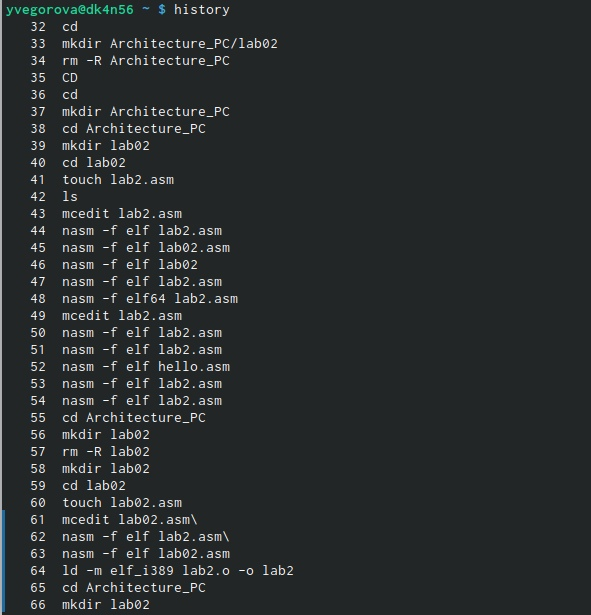 yvegorova@dk4n56 ~ $ history
32 cd
33 mkdir Architecture_PC/lab02
34 rm -R Architecture_PC
35 CD
36 cd
37 mkdir Architecture_PC
38 cd Architecture_PC
39 mkdir lab02
40 cd lab02
41 touch lab2.asm
42 ls
43 mcedit lab2.asm
44 nasm -f elf lab2.asm
45 nasm -f elf lab02.asm
46 nasm -f elf lab02
47 nasm -f elf lab2.asm
48 nasm -f elf64 lab2.asm
49 mcedit lab2.asm
50 nasm -f elf lab2.asm
51 nasm -f elf lab2.asm
52 nasm -f elf hello.asm
53 nasm -f elf lab2.asm
54 nasm -f elf lab2.asm
55 cd Architecture_PC
56 mkdir lab02
57 rm -R lab02
58 mkdir lab02
59 cd lab02
60 touch lab02.asm
61 mcedit lab02.asm\
62 nasm -f elf lab2.asm\
63 nasm -f elf lab02.asm
64 ld -m elf_i389 lab2.o -o lab2
65 cd Architecture_PC
66 mkdir lab02